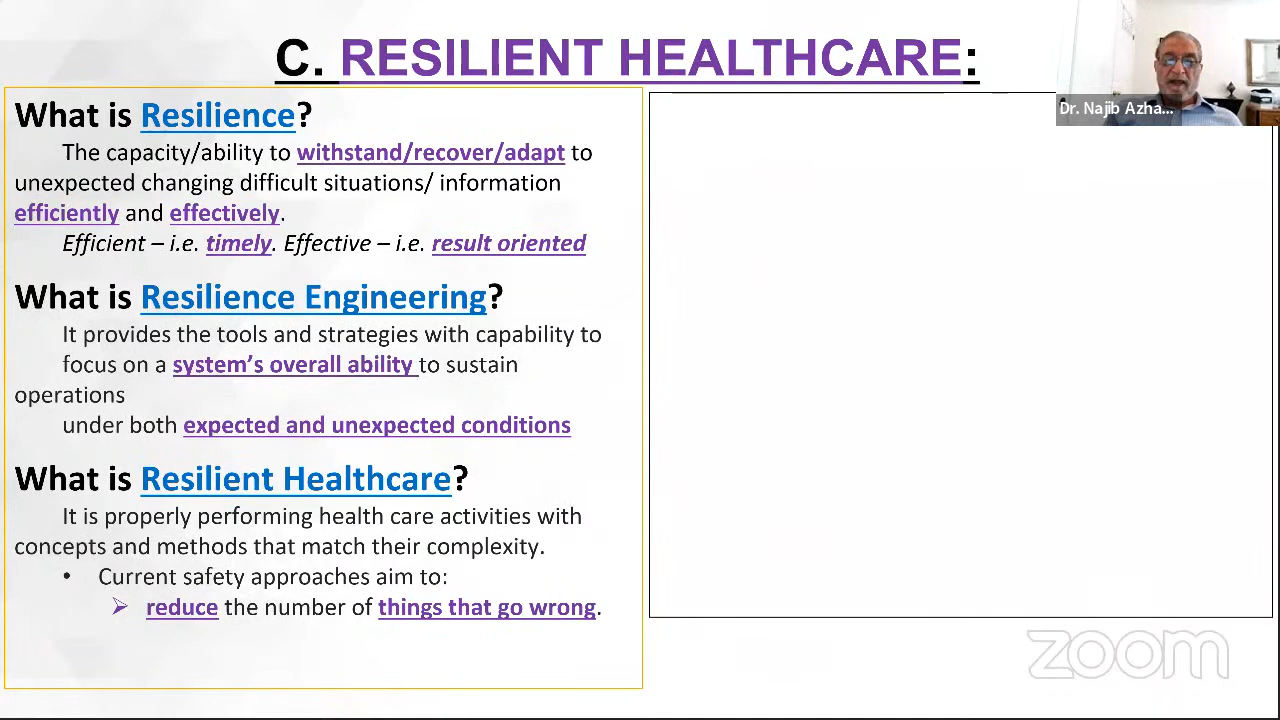 C. RESILIENT HEALTHCARE:
Dr. Najib Azha...
What is Resilience?
The capacity/ability to withstand/recover/adapt to
unexpected changing difficult situations/ information
efficiently and effectively.
Efficient – i.e. timely. Effective – i.e. result oriented
What is Resilience Engineering?
It provides the tools and strategies with capability to
focus on a system's overall ability to sustain
operations
under both expected and unexpected conditions
What is Resilient Healthcare?
It is properly performing health care activities with
concepts and methods that match their complexity.
• Current safety approaches aim to:
➢ reduce the number of things that go wrong.
zoom